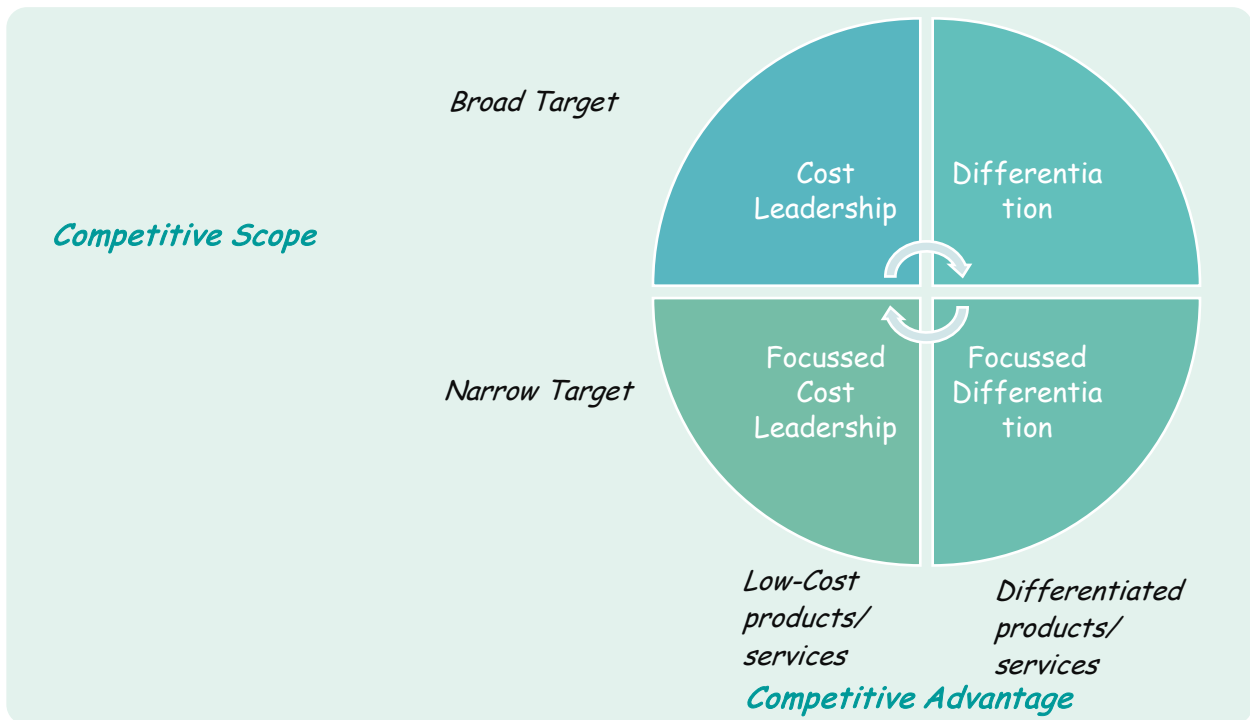 Broad Target
Cost
Leadership
Differentia
tion
Competitive Scope
Narrow Target
Focussed
Cost
Leadership
Focussed
Differentia
tion
Low-Cost
products/
services
Differentiated
products/
services
Competitive Advantage